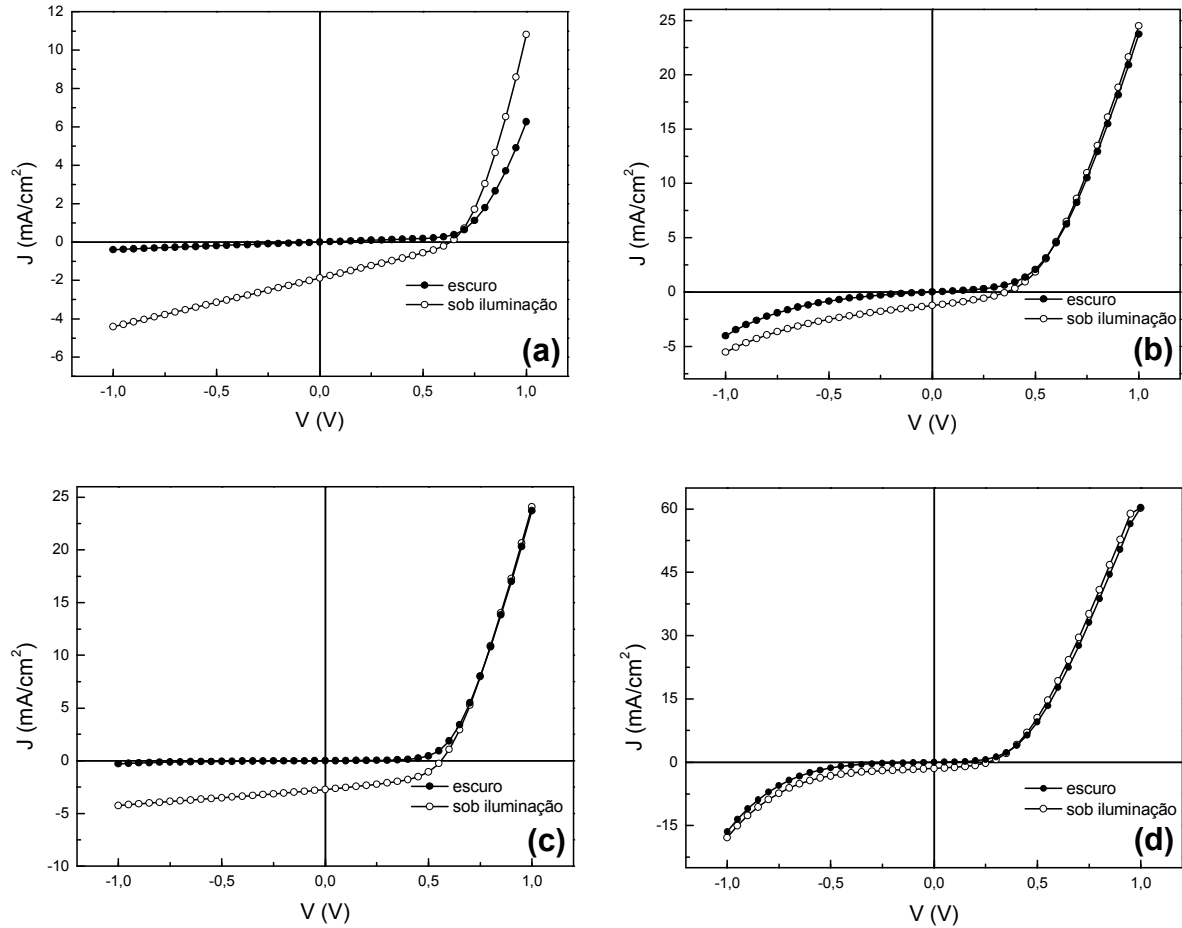 12
10
8
6
4
2
0
-2
-4
-6
J (mA/cm²)
escuro
sob iluminação
(a)
-1,0 -0,5 0,0 0,5 1,0
V (V)
25
20
15
10
5
0
-5
J (mA/cm²)
escuro
sob iluminação
(b)
-1,0 -0,5 0,0 0,5 1,0
V (V)
25
20
15
10
5
0
-5
-10
J (mA/cm²)
escuro
sob iluminação
(c)
-1,0 -0,5 0,0 0,5 1,0
V (V)
60
45
30
15
0
-15
J (mA/cm²)
escuro
sob iluminação
(d)
-1,0 -0,5 0,0 0,5 1,0
V (V)